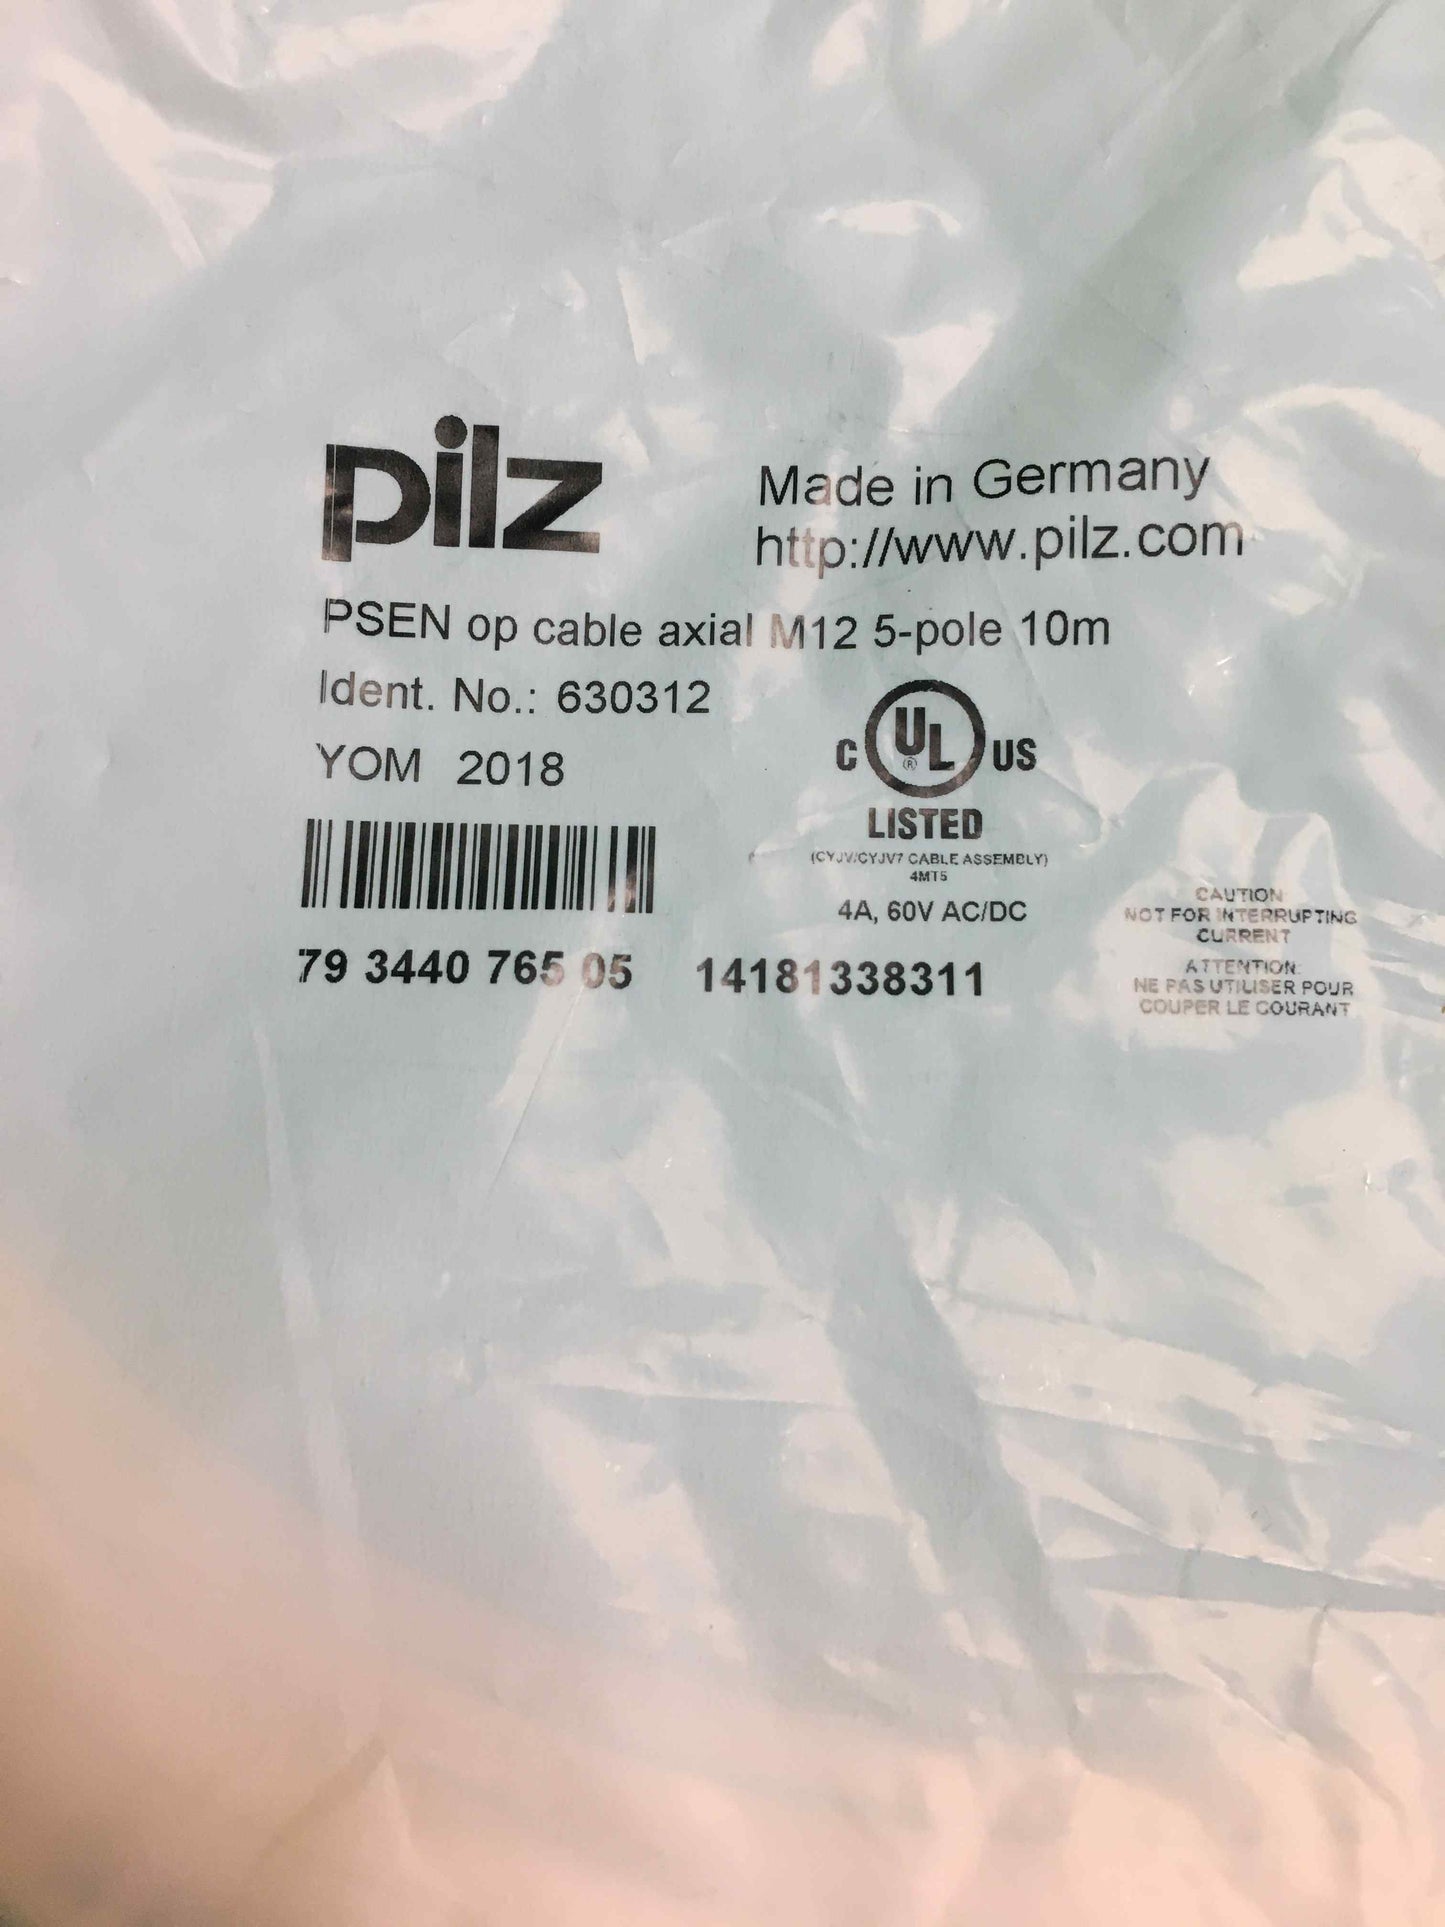 pilz
Made in Germany
http://www.pilz.com
PSEN op cable axial M12 5-pole 10m
Ident. No.: 630312
YOM 2018
C UL® US
LISTED
(CYJV/CYJV7 CABLE ASSEMBLY)
4MT5
4A, 60V AC/DC
79 3440 765 05 14181338311
CAUTION
NOT FOR INTERRUPTING
CURRENT
ATTENTION:
NE PAS UTILISER POUR
COUPER LE COURANT